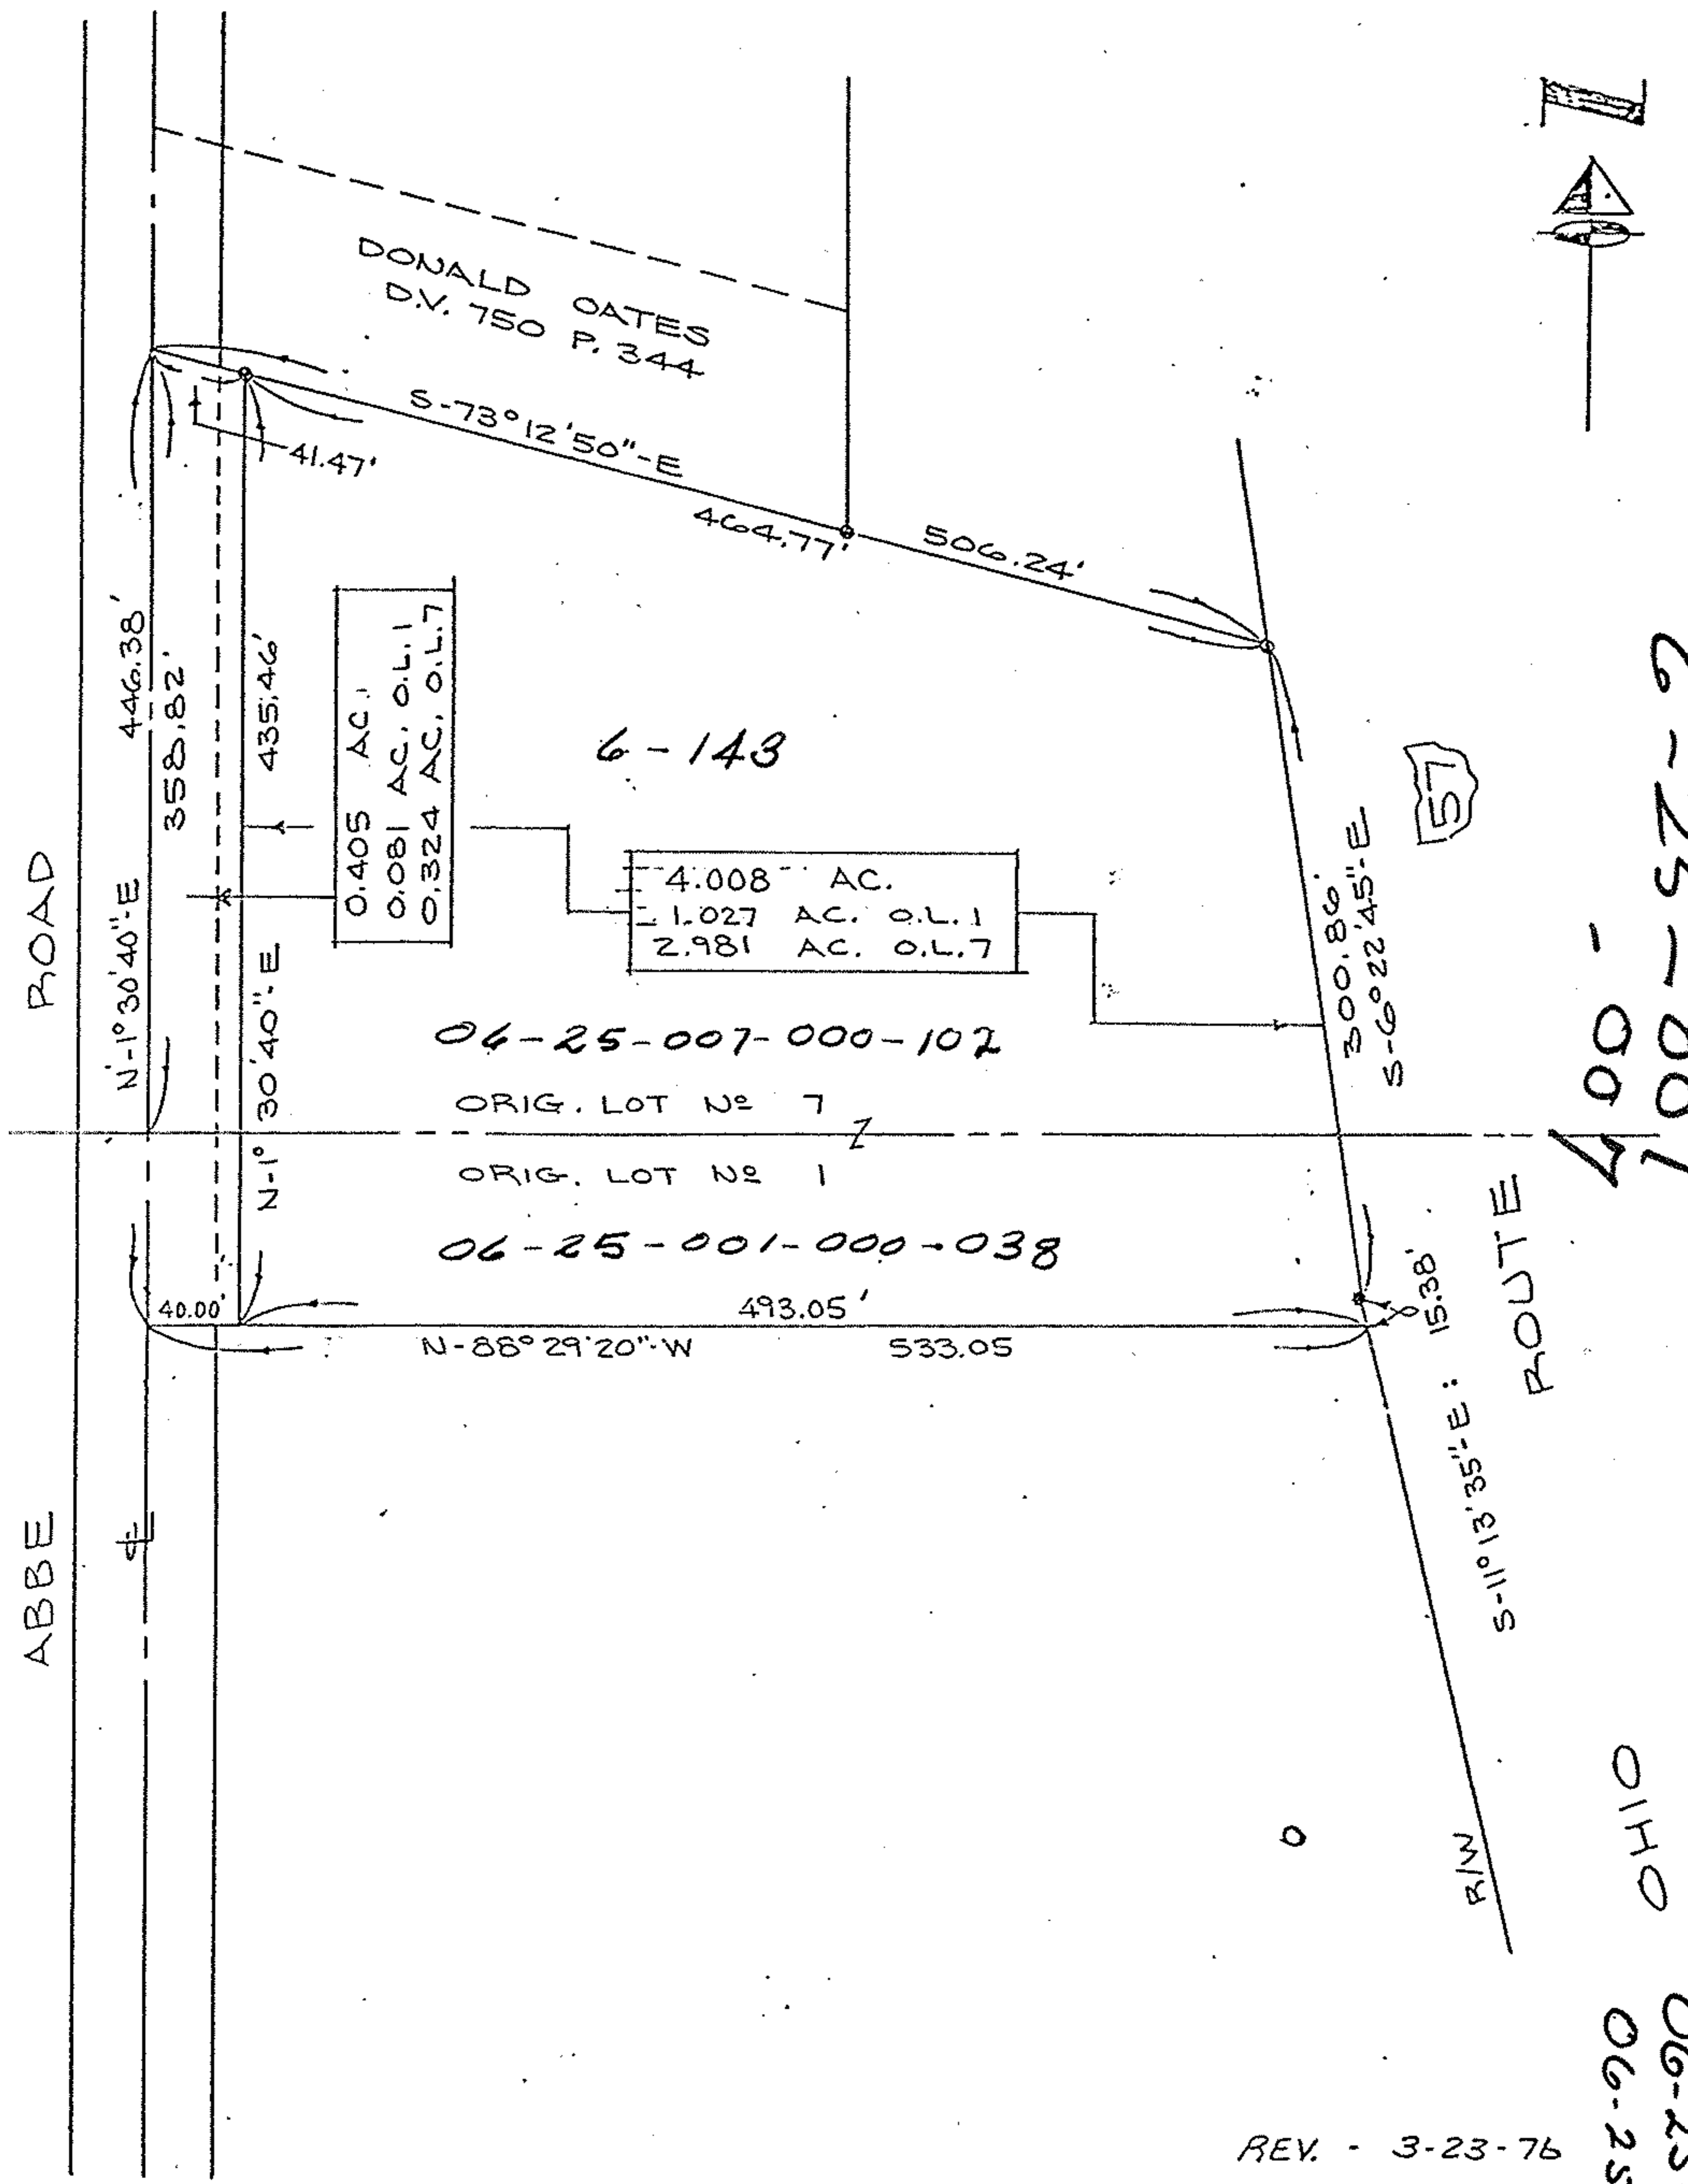 DONALD OATES
D.V. 750 P. 344
S-73°12'50"-E
41.47'
464.77'
506.24'
446.38'
N-1°30'40"-E
358.82'
435.46'
N-1°30'40"-E
0.405 AC.
0.081 AC. O.L. 1
0.324 AC. O.L. 7
6-143
4.008 AC.
1.027 AC. O.L. 1
2.981 AC. O.L. 7
57
300.86'
S-6°22'45"-E
06-25-007-000-102
ORIG. LOT Nº 7
ORIG. LOT Nº 1
06-25-001-000-038
40.00'
493.05'
N-88°29'20"-W
533.05
15.38'
S-11°13'35"-E
ABBE ROAD
OHIO ROUTE
R/W
REV. - 3-23-76